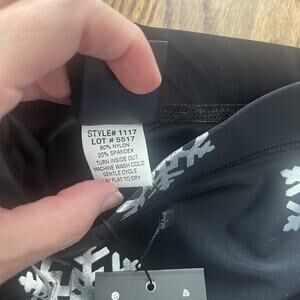 STYLE# 1117
LOT # 5517
80% NYLON
20% SPANDEX
TURN INSIDE OUT
MACHINE WASH COLD
GENTLE CYCLE
LAY FLAT TO DRY